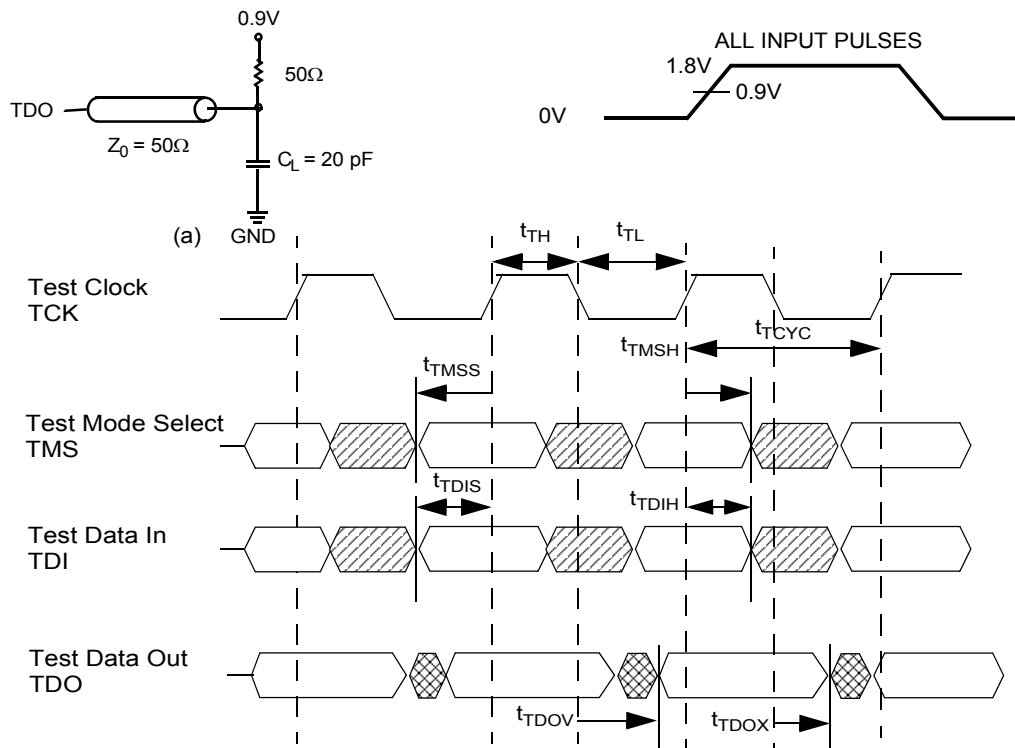 0.9V
ALL INPUT PULSES
50Ω
1.8V
0.9V
TDO
0V
Z0 = 50Ω
CL = 20 pF
(a)
GND
tTH
tTL
Test Clock
TCK
tTCYC
tTMSH
tTMSS
Test Mode Select
TMS
tTDIS
tTDIH
Test Data In
TDI
Test Data Out
TDO
tTDOV
tTDOX